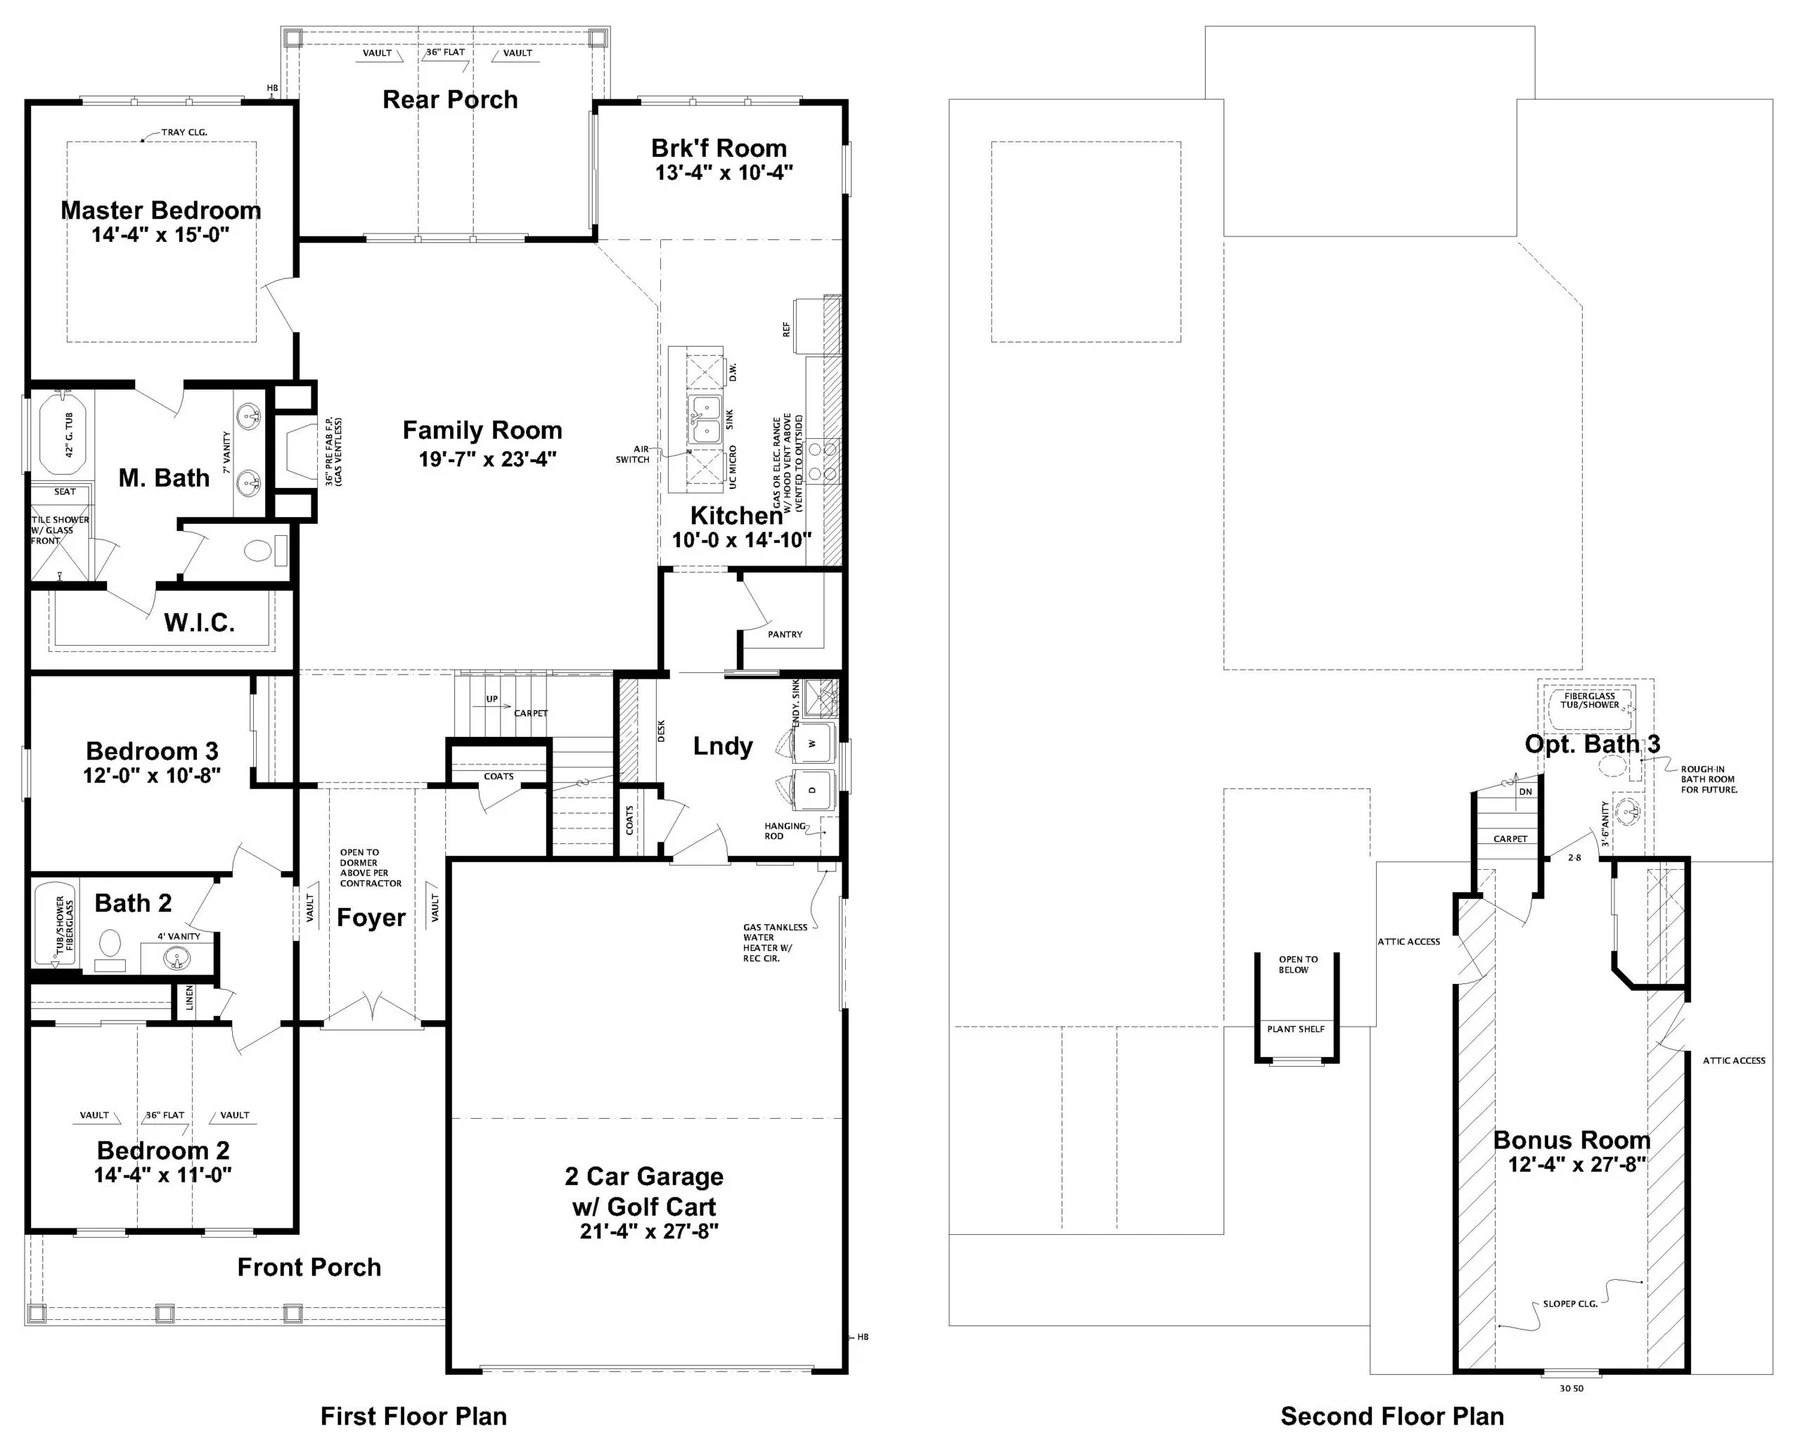 VAULT
36" FLAT
VAULT
Rear Porch
HB
TRAY CLG.
Master Bedroom
14'-4" x 15'-0"
Brk'f Room
13'-4" x 10'-4"
REF
D.W.
SINK
UC MICRO
AIR
SWITCH
GAS OR ELEC. RANGE
W/ HOOD VENT ABOVE
(VENTED TO OUTSIDE)
Kitchen
10'-0 x 14'-10"
Family Room
19'-7" x 23'-4"
36" PRE FAB F.P.
(GAS VENTLESS)
42" G. TUB
7' VANITY
M. Bath
SEAT
TILE SHOWER
W/ GLASS
FRONT
W.I.C.
PANTRY
UP
CARPET
DESK
LNDY. SINK
Lndy
W
D
HANGING
ROD
COATS
COATS
Bedroom 3
12'-0" x 10'-8"
OPEN TO
DORMER
ABOVE PER
CONTRACTOR
VAULT
VAULT
Foyer
Bath 2
TUB/SHOWER
FIBERGLASS
4' VANITY
LINEN
GAS TANKLESS
WATER
HEATER W/
REC CIR.
VAULT
36" FLAT
VAULT
Bedroom 2
14'-4" x 11'-0"
2 Car Garage
w/ Golf Cart
21'-4" x 27'-8"
Front Porch
HB
First Floor Plan
FIBERGLASS
TUB/SHOWER
Opt. Bath 3
ROUGH-IN
BATH ROOM
FOR FUTURE.
3'-6"ANITY
DN
CARPET
2-8
ATTIC ACCESS
OPEN TO
BELOW
PLANT SHELF
ATTIC ACCESS
Bonus Room
12'-4" x 27'-8"
SLOPEP CLG.
30 50
Second Floor Plan